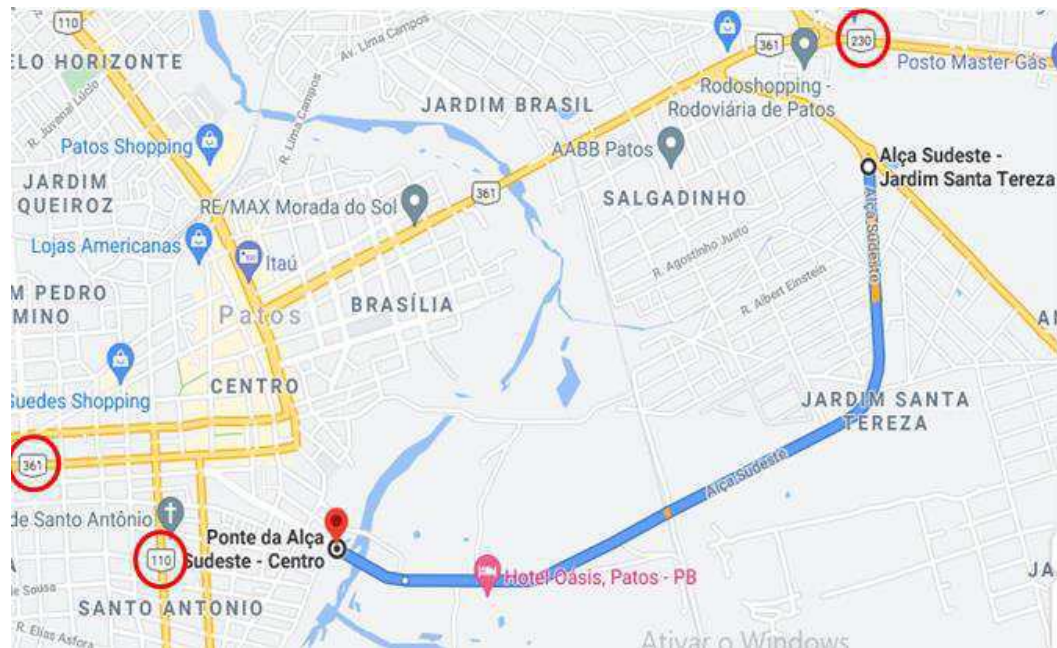 110
Av. Lima Campos
361
230
ELO HORIZONTE
Posto Master Gás
Rodoshopping -
Rodoviária de Patos
R. Juvenal Lúcio
R. Lima Campos
JARDIM BRASIL
Patos Shopping
AABB Patos
Alça Sudeste -
Jardim Santa Tereza
JARDIM
QUEIROZ
361
RE/MAX Morada do Sol
SALGADINHO
Alça Sudeste
Lojas Americanas
R. Agostinho Justo
Itaú
R. Albert Einstein
M PEDRO
MINO
Patos
BRASÍLIA
CENTRO
Guedes Shopping
JARDIM SANTA
TEREZA
361
Alça Sudeste
de Santo Antônio
110
Ponte da Alça
Sudeste - Centro
Hotel Oásis, Patos - PB
JA
Sousa
SANTO ANTONIO
R. Elias Asfora
Ativar o Windows